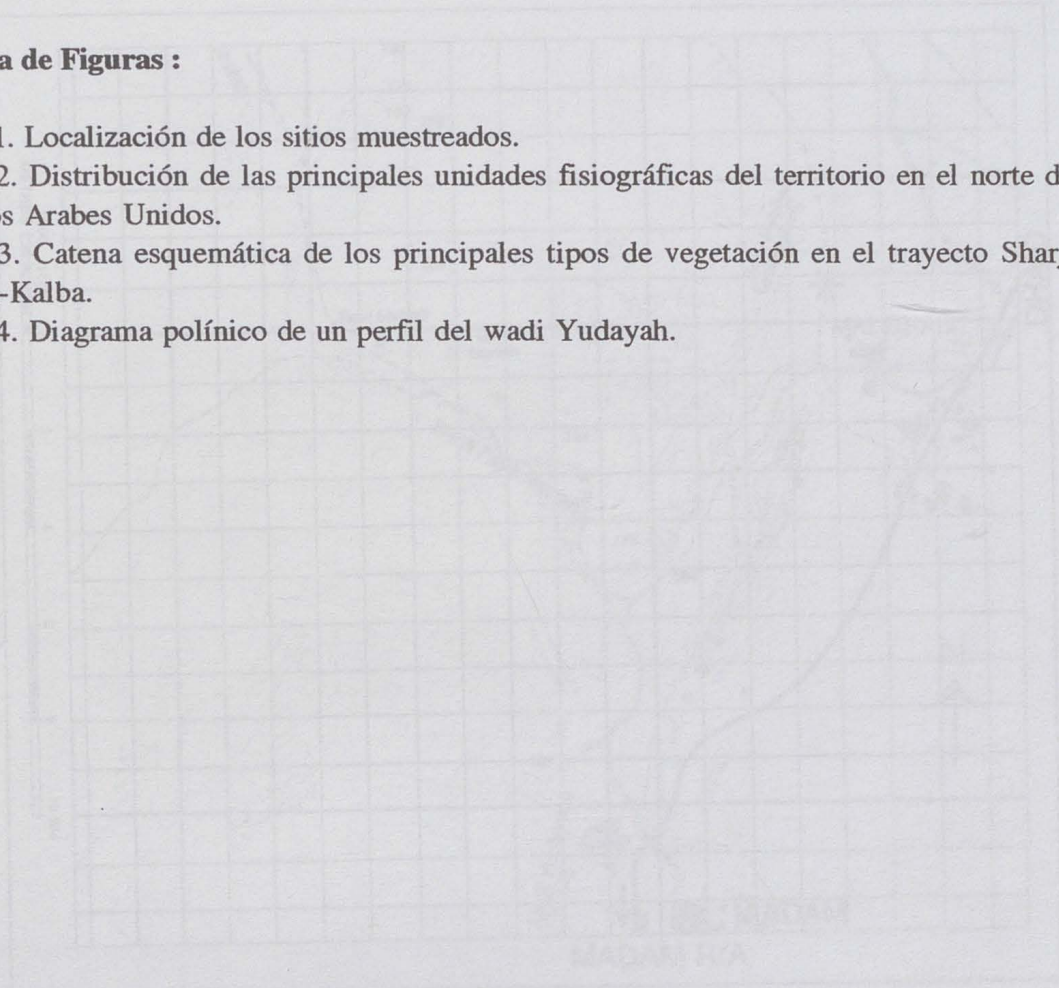 a de Figuras :
1. Localización de los sitios muestreados.
2. Distribución de las principales unidades fisiográficas del territorio en el norte d
s Arabes Unidos.
3. Catena esquemática de los principales tipos de vegetación en el trayecto Shar
-Kalba.
4. Diagrama polínico de un perfil del wadi Yudayah.